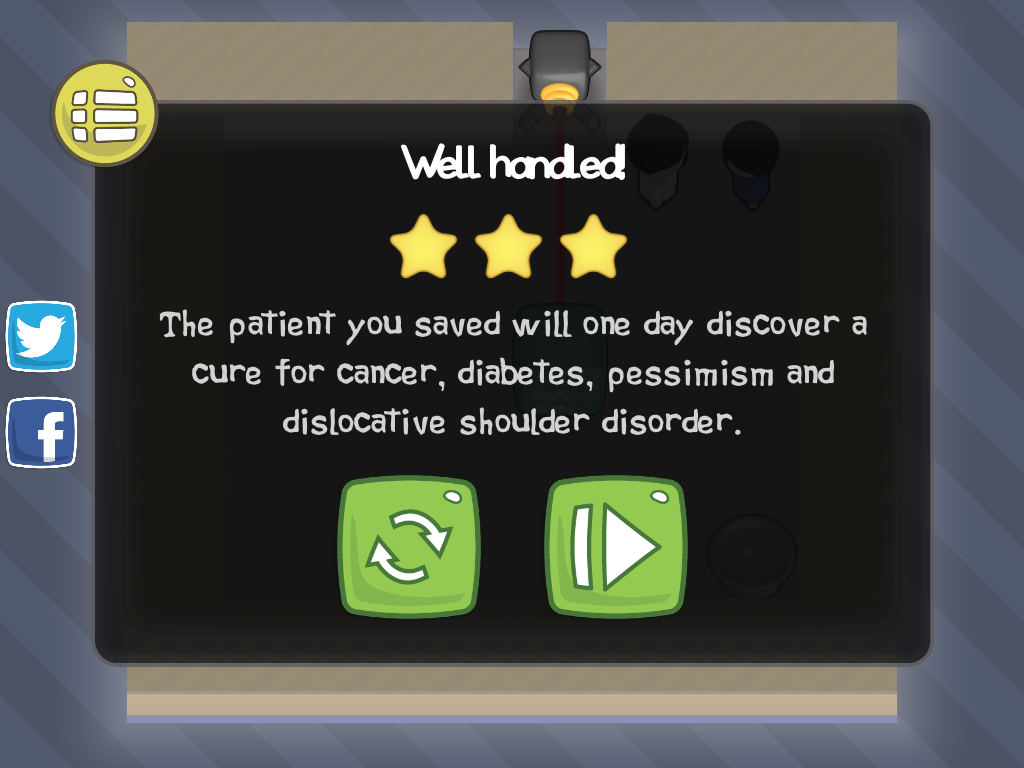 Well handled!
The patient you saved will one day discover a
cure for cancer, diabetes, pessimism and
dislocative shoulder disorder.